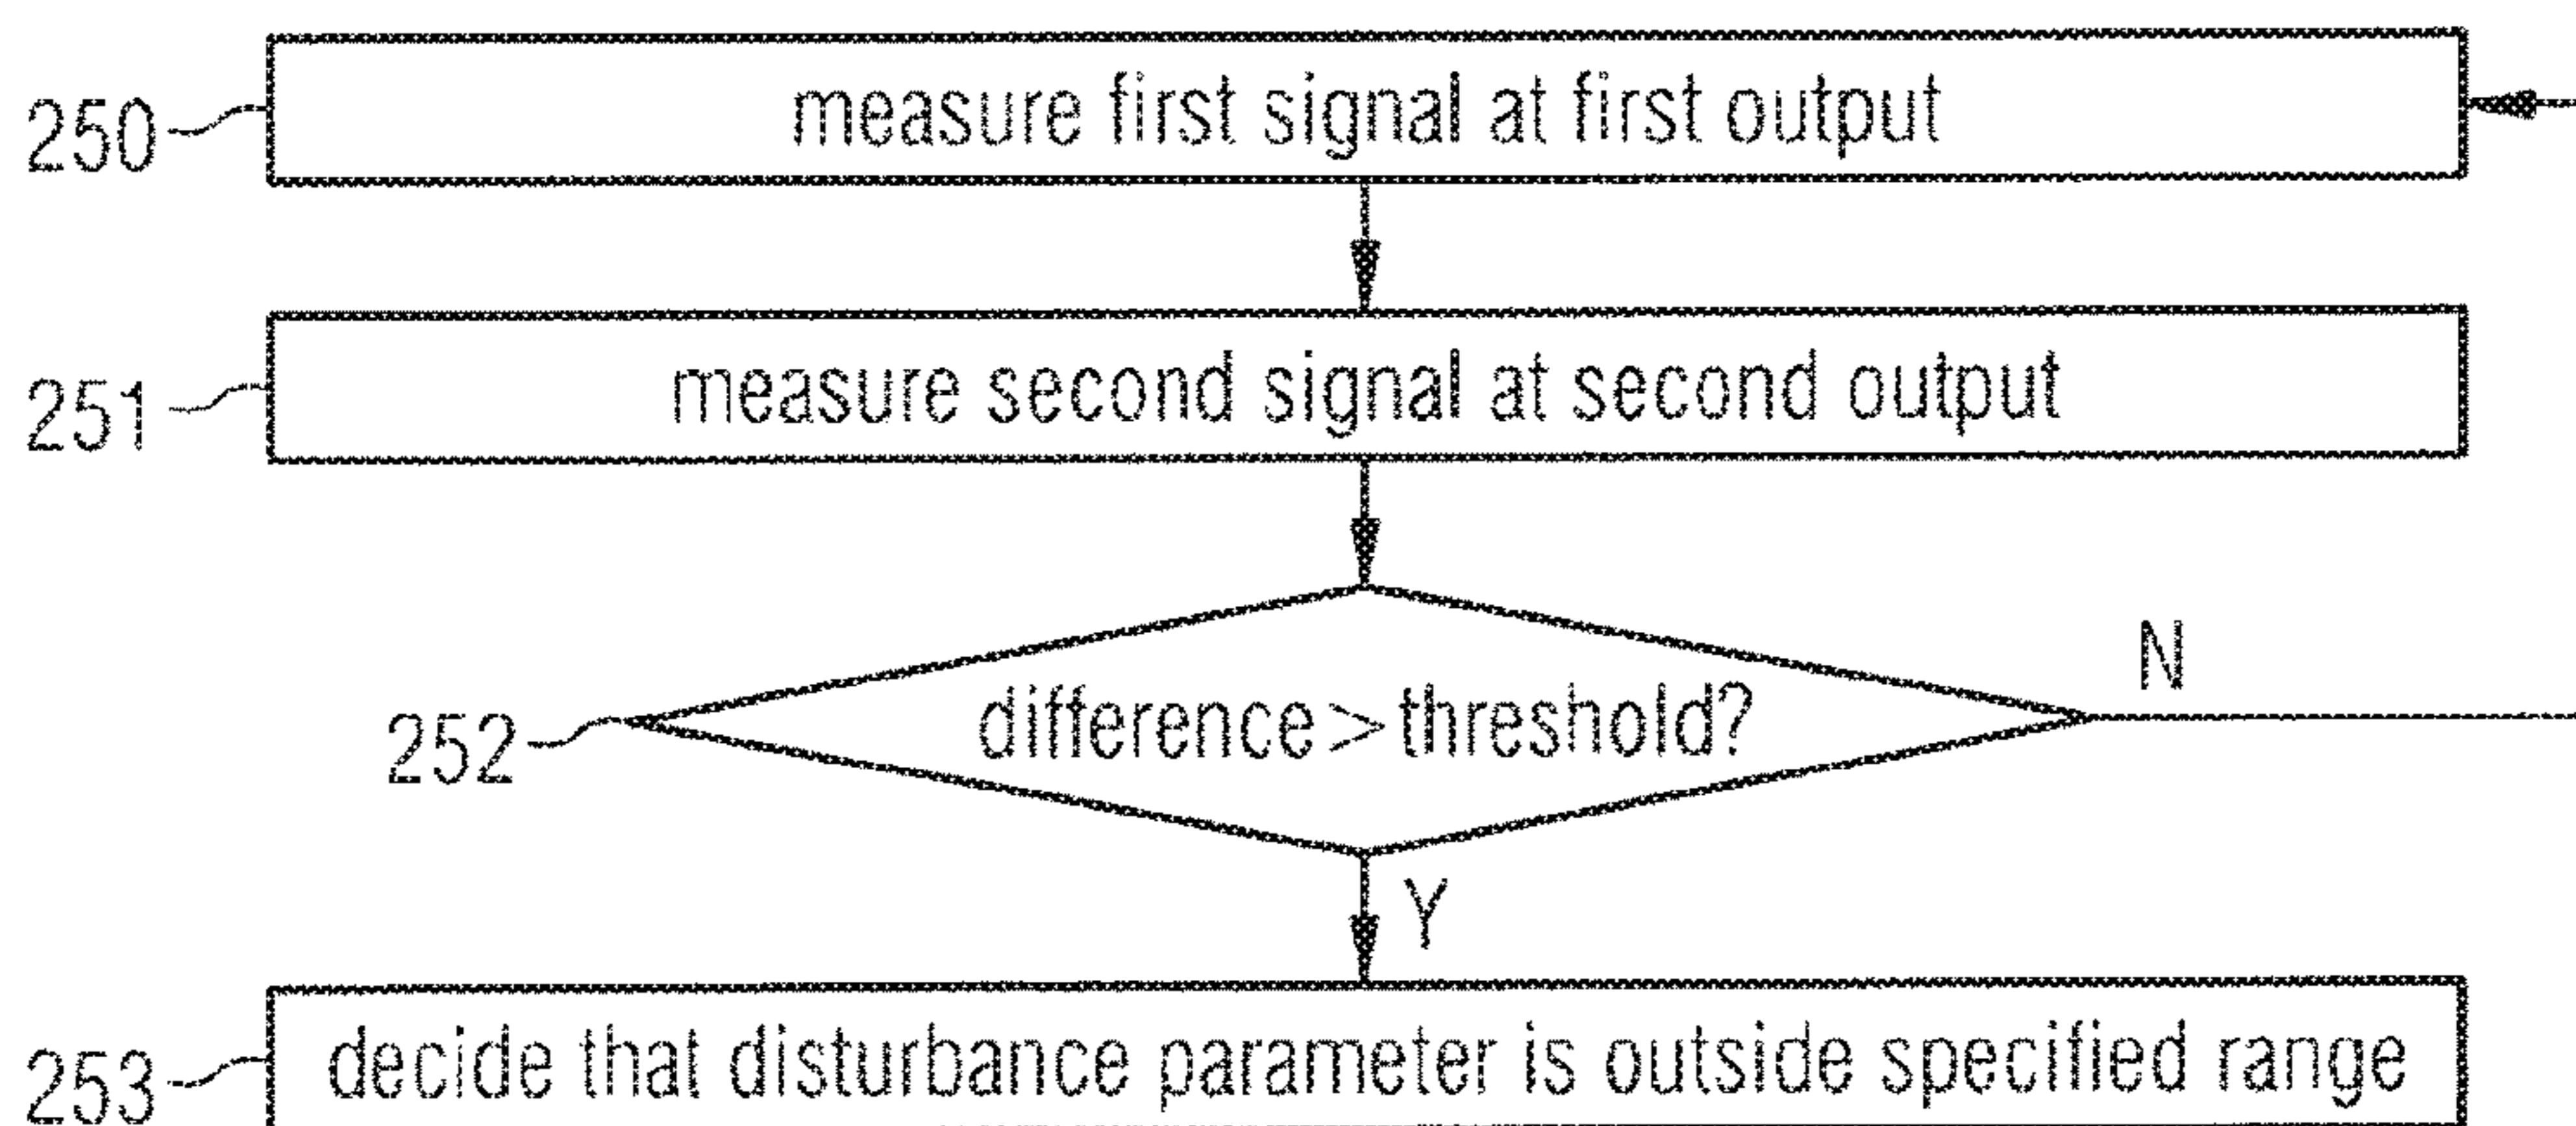 250 measure first signal at first output
251 measure second signal at second output
N
252 difference > threshold?
Y
253 decide that disturbance parameter is outside specified range